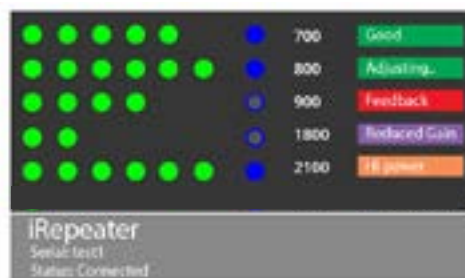 700 Good
800 Adjusting..
900 Feedback
1800 Reduced Gain
2100 Hi power
iRepeater
Serial: test1
Status: Connected